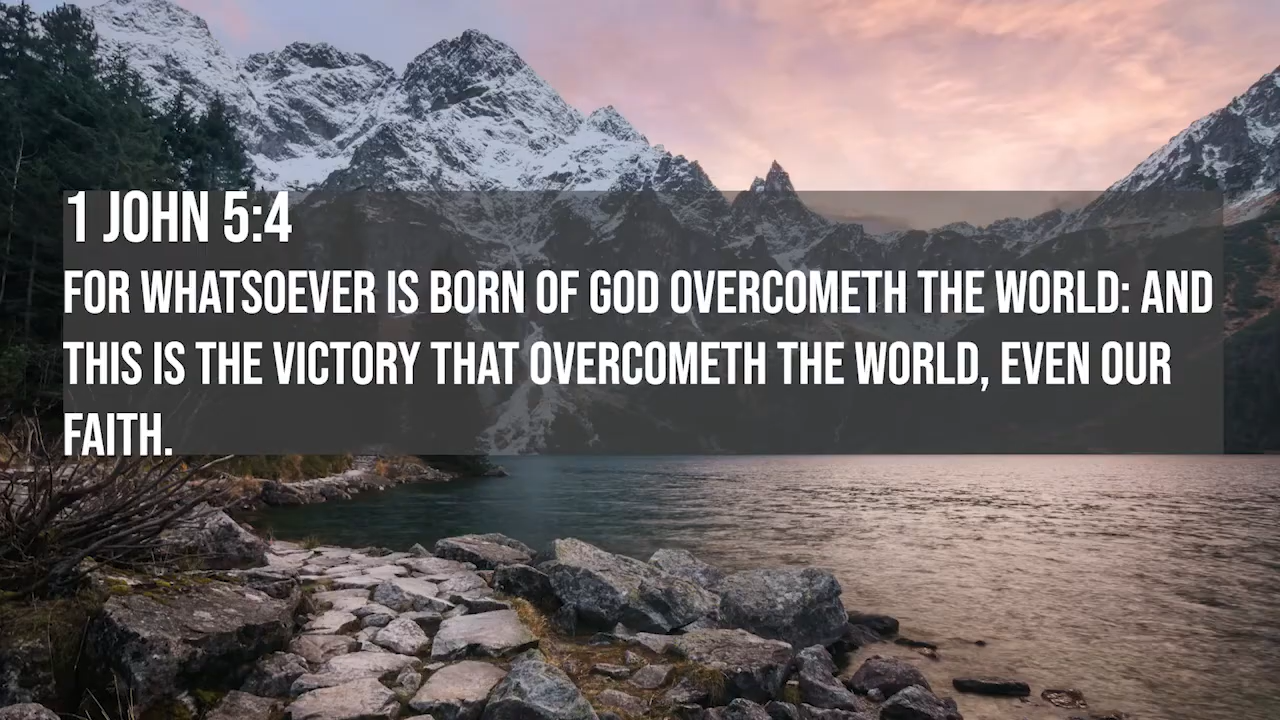 1 JOHN 5:4
FOR WHATSOEVER IS BORN OF GOD OVERCOMETH THE WORLD: AND
THIS IS THE VICTORY THAT OVERCOMETH THE WORLD, EVEN OUR
FAITH.